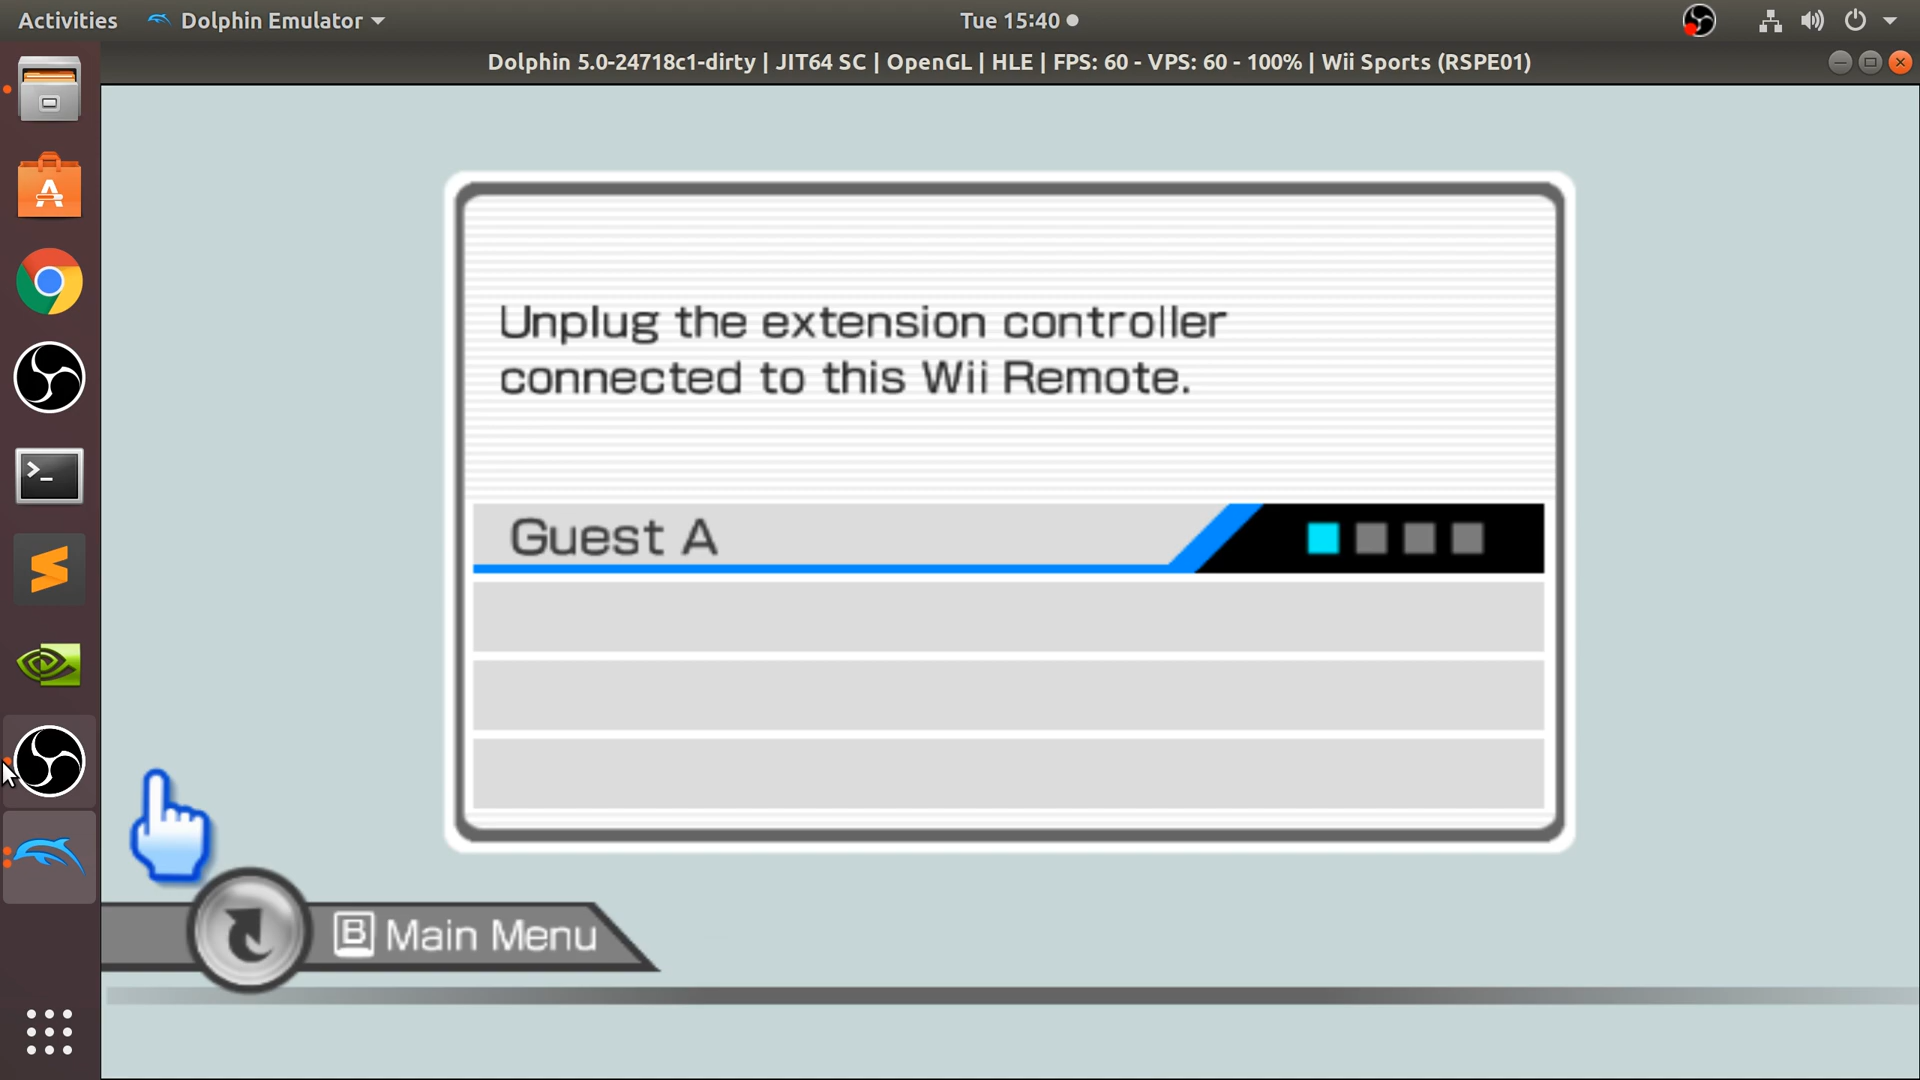 Activities
Dolphin Emulator
Tue 15:40
Dolphin 5.0-24718c1-dirty | JIT64 SC | OpenGL | HLE | FPS: 60 - VPS: 60 - 100% | Wii Sports (RSPE01)
Unplug the extension controller
connected to this Wii Remote.
Guest A
B Main Menu